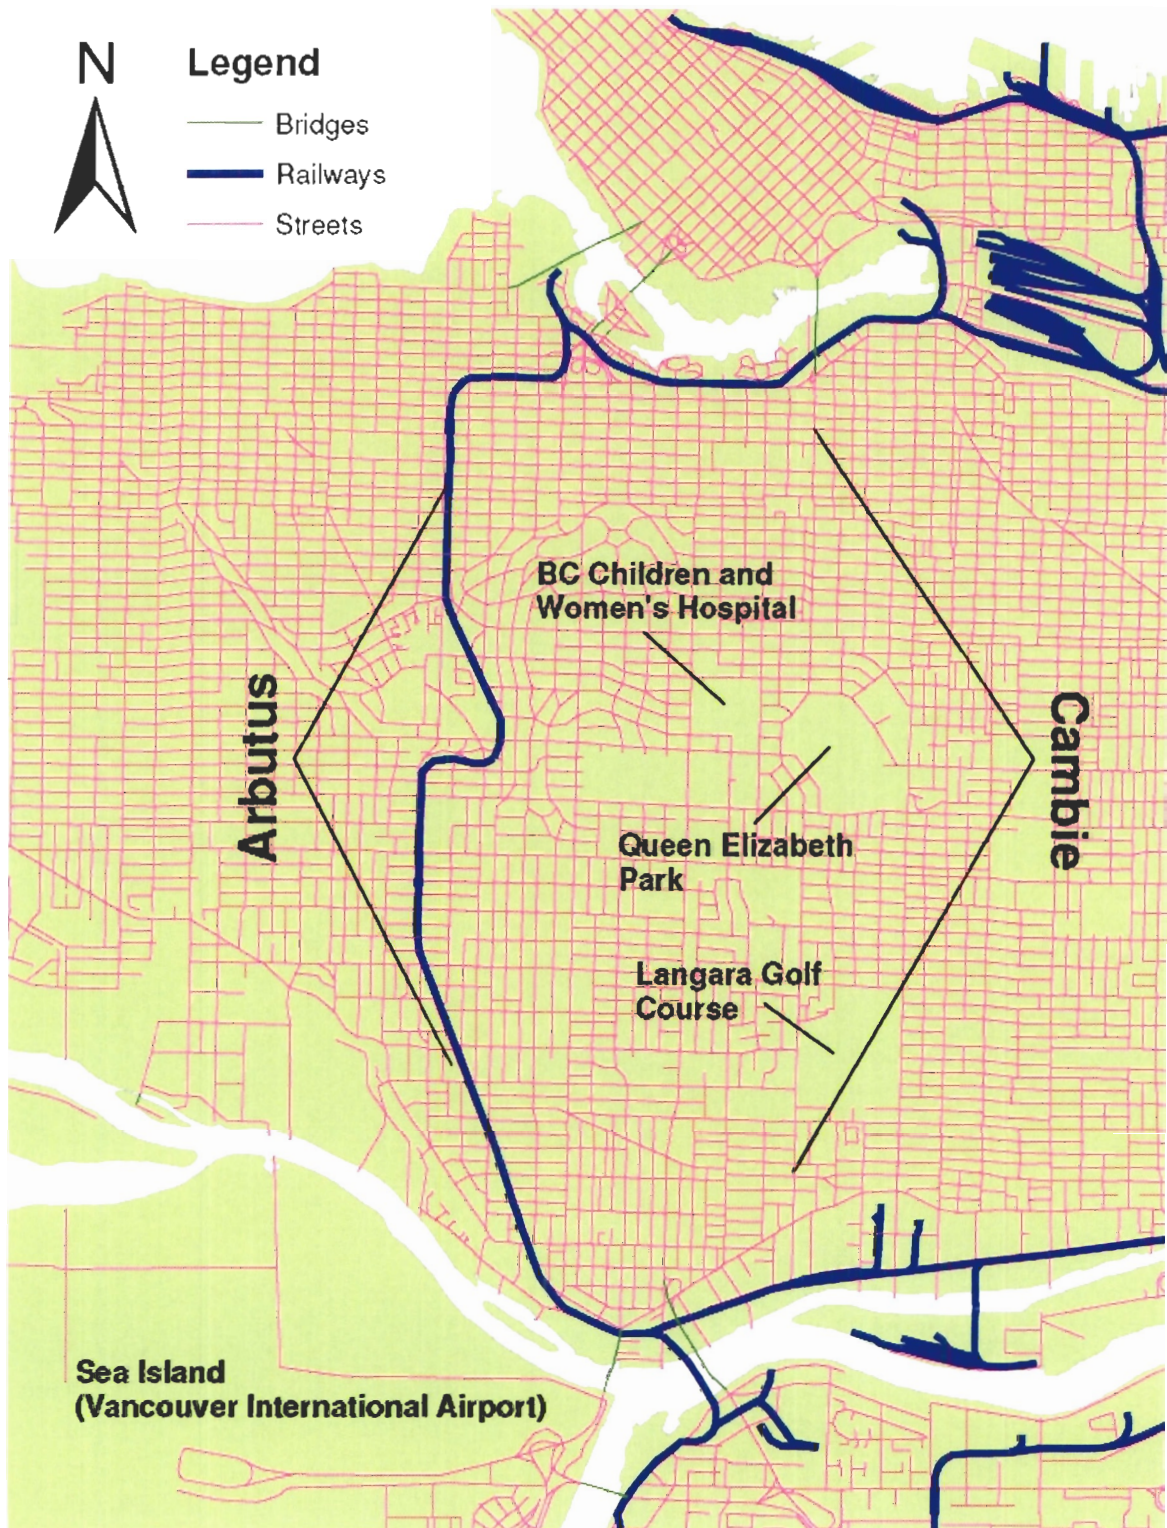 N
Legend
Bridges
Railways
Streets
BC Children and
Women's Hospital
Arbutus
Cambie
Queen Elizabeth
Park
Langara Golf
Course
Sea Island
(Vancouver International Airport)